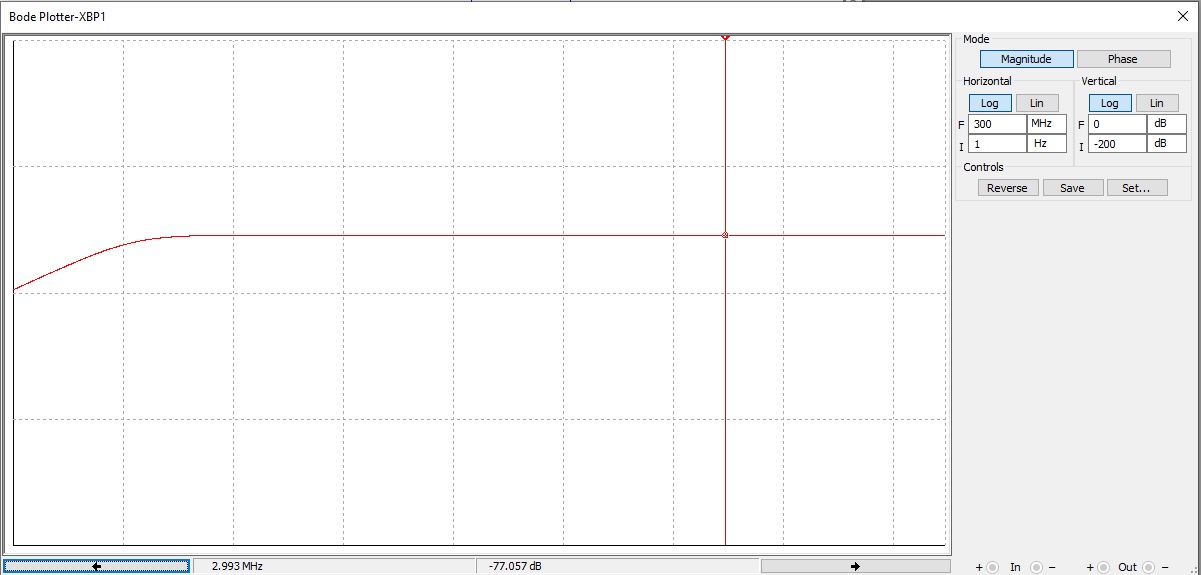 Bode Plotter-XBP1
Mode
Magnitude Phase
Horizontal Vertical
Log Lin Log Lin
F 300 MHz F 0 dB
I 1 Hz I -200 dB
Controls
Reverse Save Set...
2.993 MHz -77.057 dB
+ In − + Out −